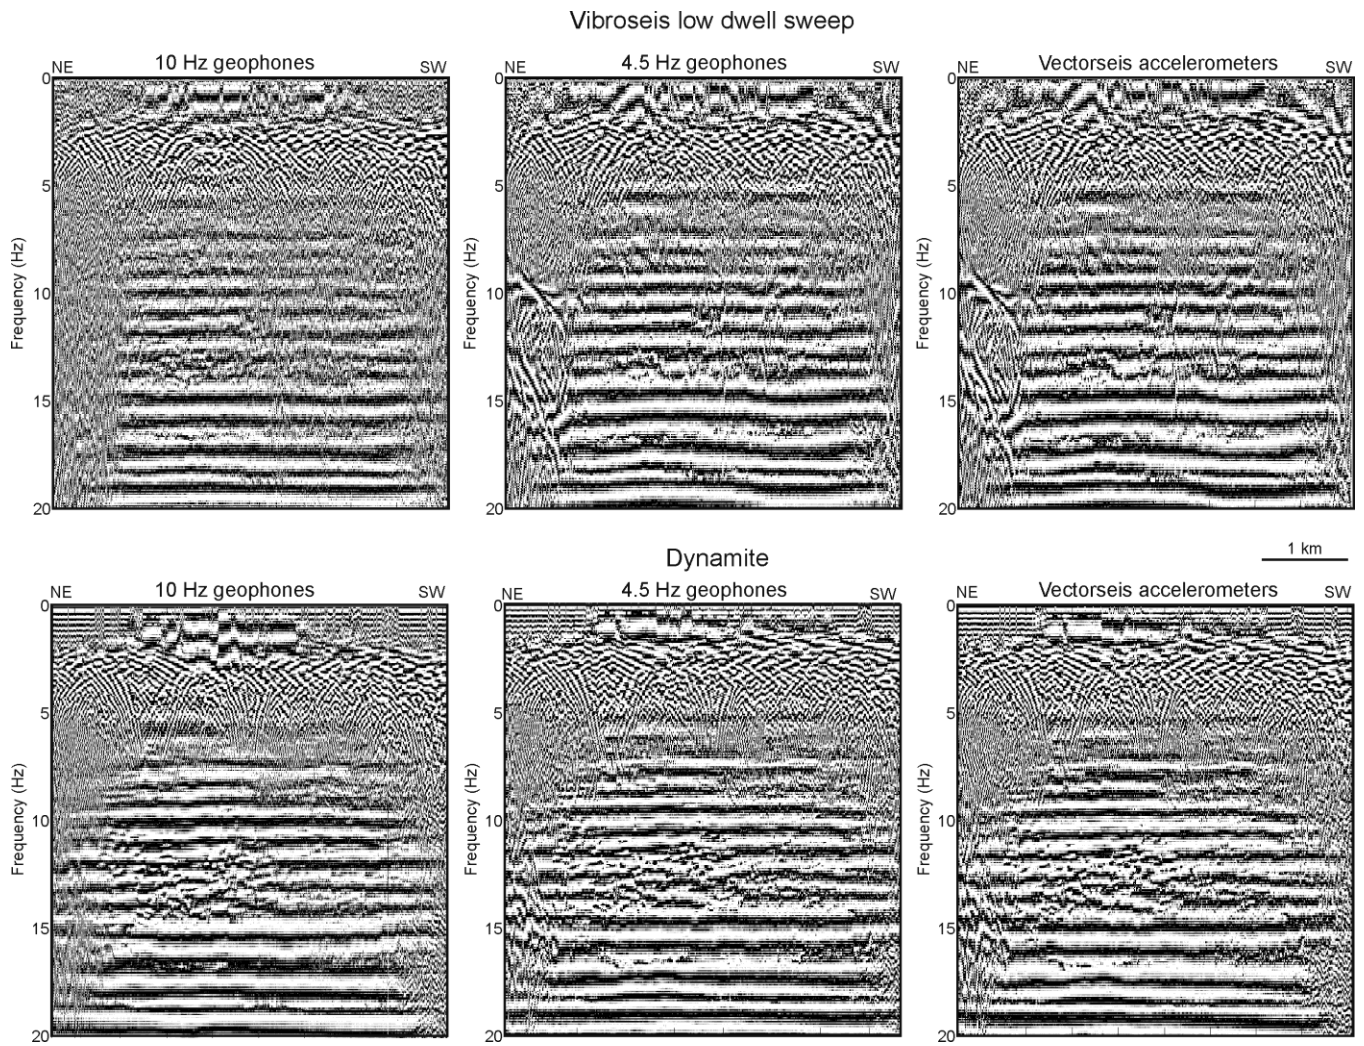 Vibroseis low dwell sweep
10 Hz geophones
4.5 Hz geophones
Vectorseis accelerometers
NE
SW
NE
SW
NE
SW
0
5
10
15
20
Frequency (Hz)
0
5
10
15
20
Frequency (Hz)
0
5
10
15
20
Frequency (Hz)
Dynamite
1 km
10 Hz geophones
4.5 Hz geophones
Vectorseis accelerometers
NE
SW
NE
SW
NE
SW
0
5
10
15
20
Frequency (Hz)
0
5
10
15
20
Frequency (Hz)
0
5
10
15
20
Frequency (Hz)